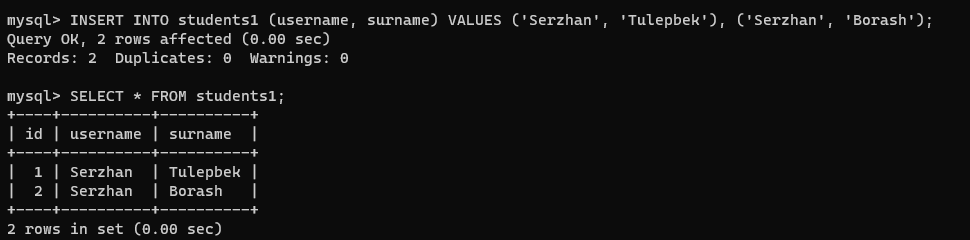 mysql> INSERT INTO students1 (username, surname) VALUES ('Serzhan', 'Tulepbek'), ('Serzhan', 'Borash');
Query OK, 2 rows affected (0.00 sec)
Records: 2  Duplicates: 0  Warnings: 0

mysql> SELECT * FROM students1;
+----+----------+----------+
| id | username | surname  |
+----+----------+----------+
|  1 | Serzhan  | Tulepbek |
|  2 | Serzhan  | Borash   |
+----+----------+----------+
2 rows in set (0.00 sec)